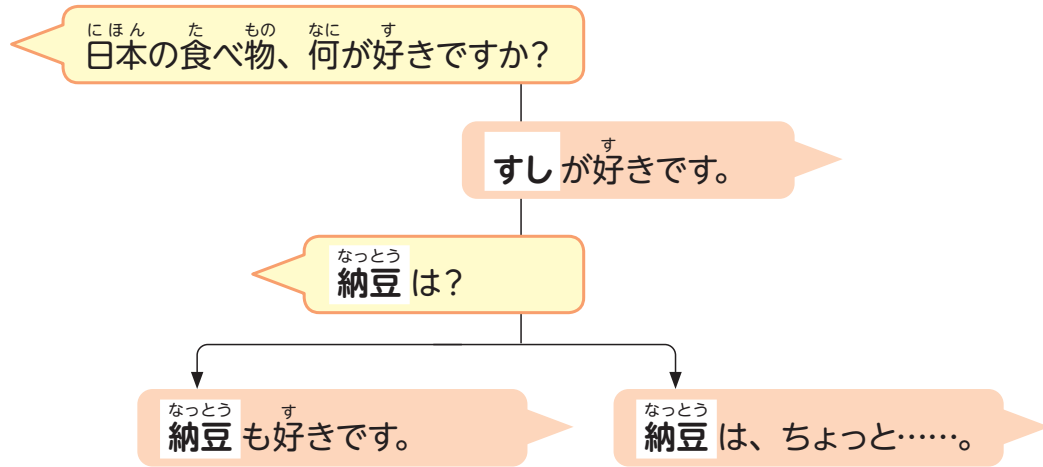 にほん た もの なに す
日本の食べ物、何が好きですか？
す
すしが好きです。
なっとう
納豆は？
なっとう す
納豆も好きです。
なっとう
納豆は、ちょっと……。